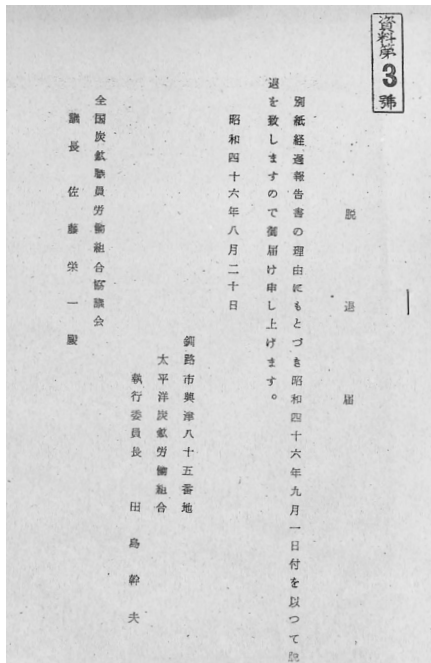 資料第3號
脱退届
別紙経過報告書の理由にもとづき昭和四十六年九月一日付を以つて脱
退を致しますので御届け申し上げます。
昭和四十六年八月二十日
釧路市興津八十五番地
太平洋炭鉱労働組合
執行委員長 田島幹夫
全国炭鉱職員労働組合協議会
議長 佐藤栄一殿